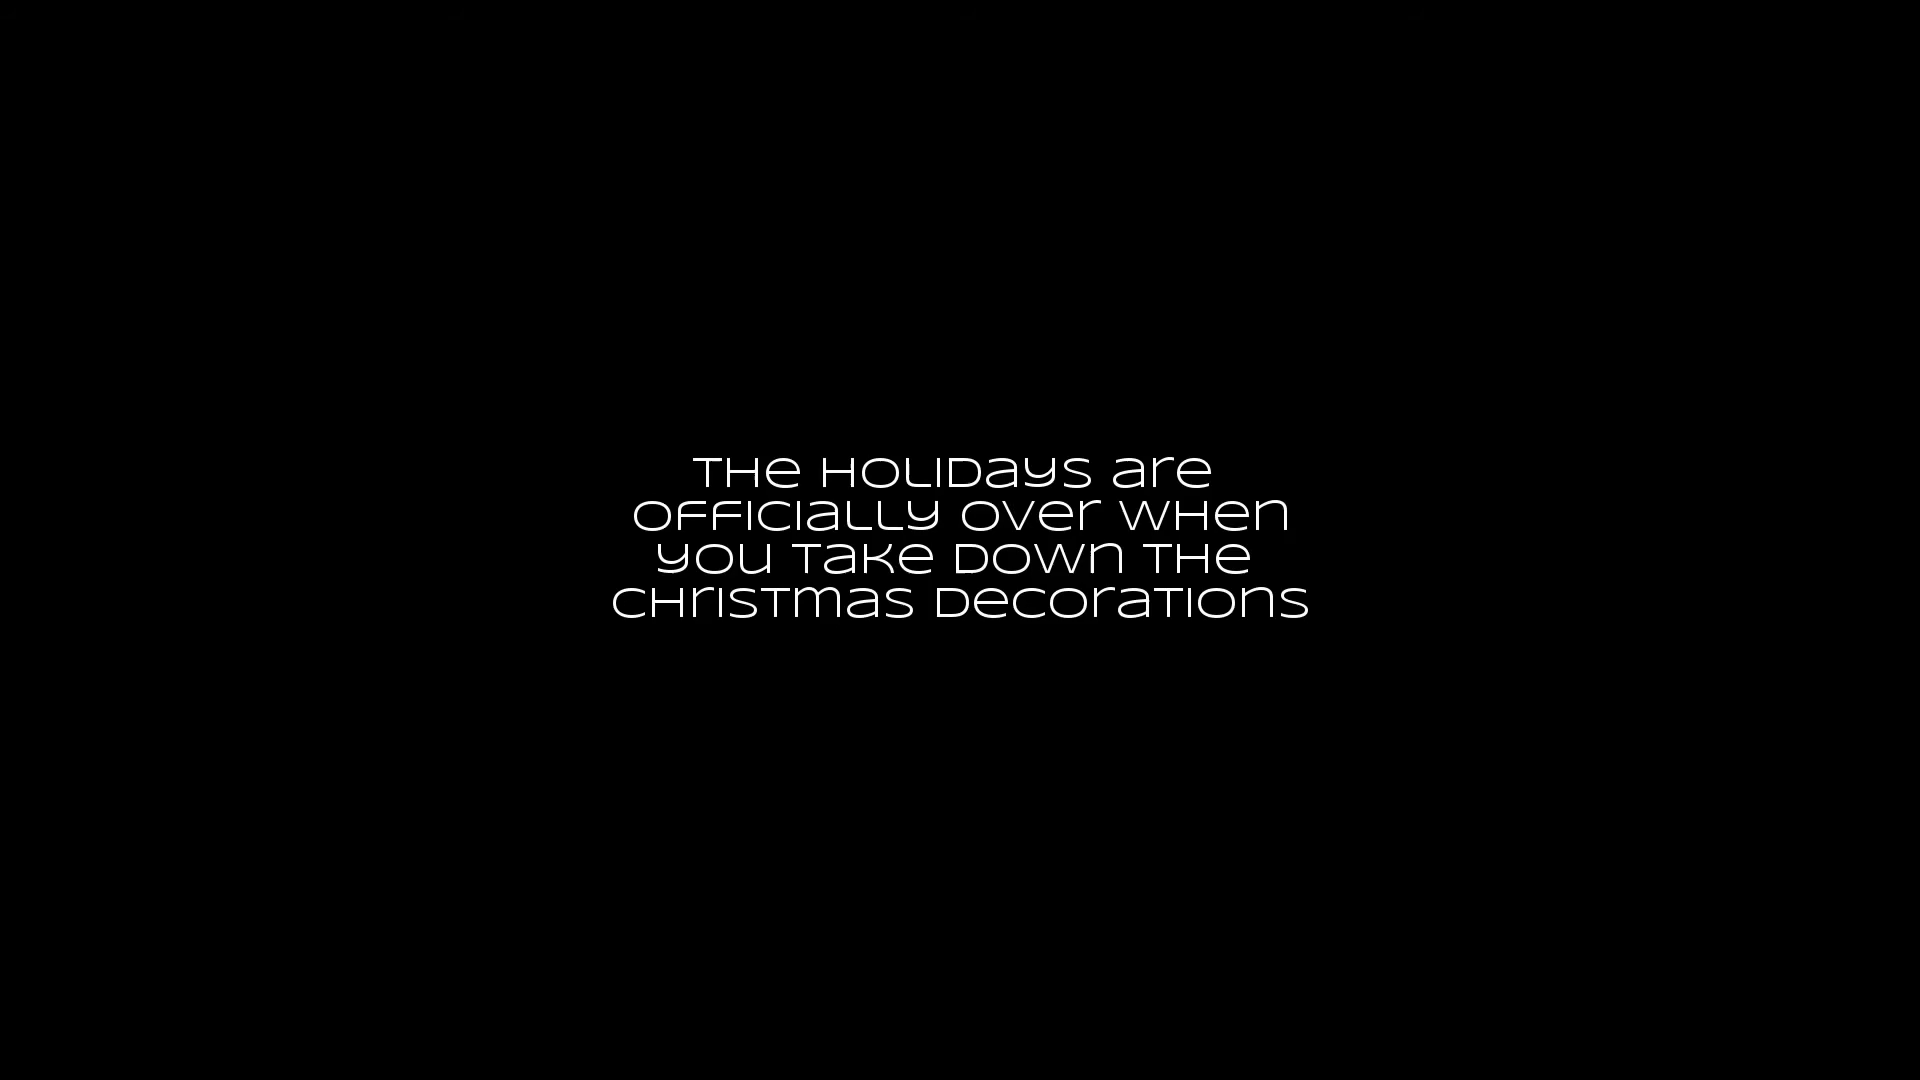 The Holidays are
officially over when
you take down the
Christmas decorations